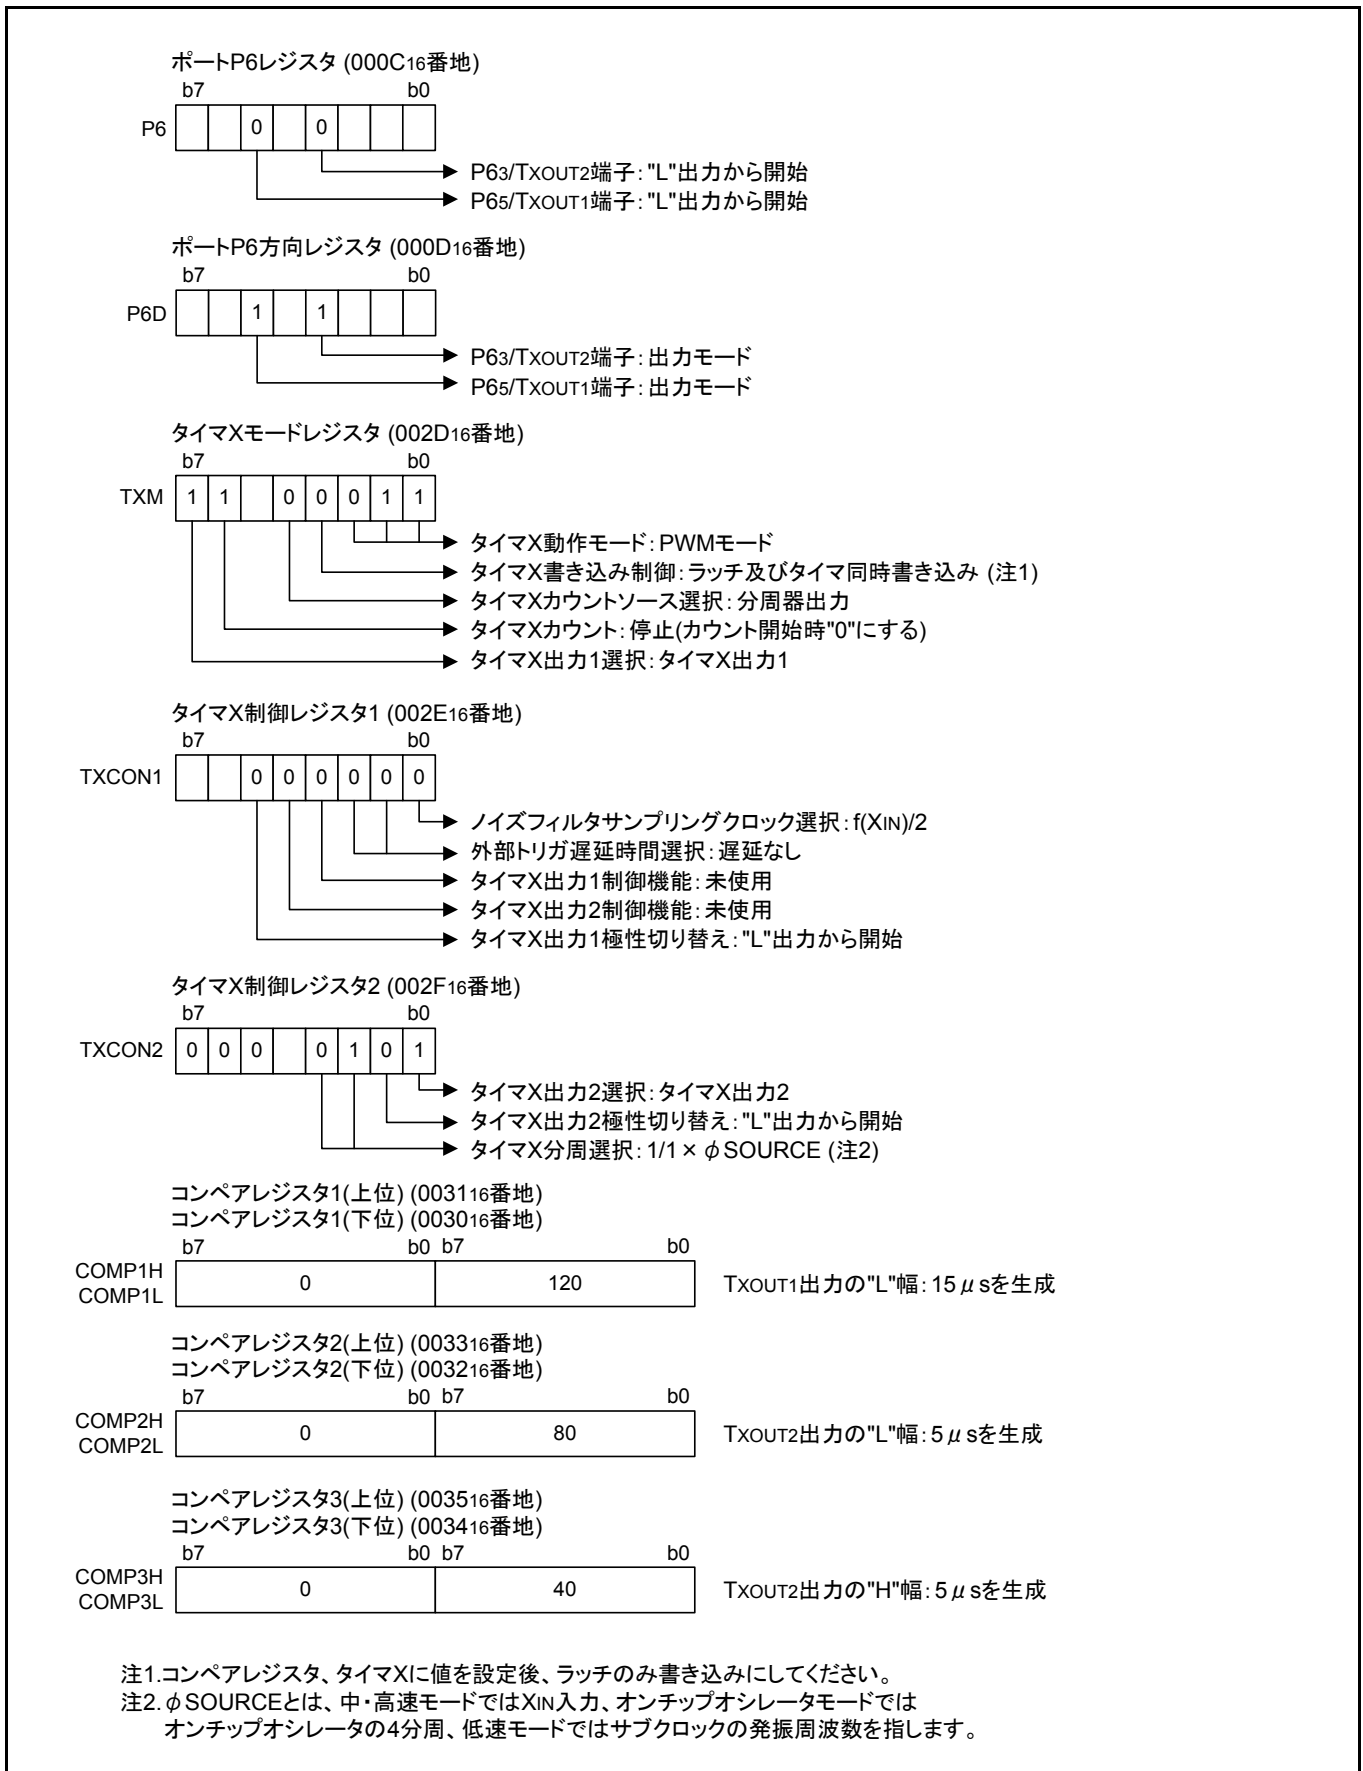 ポートP6レジスタ (000C16番地)
b7 b0
P6 0 0
P63/TXOUT2端子："L"出力から開始
P65/TXOUT1端子："L"出力から開始
ポートP6方向レジスタ (000D16番地)
b7 b0
P6D 1 1
P63/TXOUT2端子：出力モード
P65/TXOUT1端子：出力モード
タイマXモードレジスタ (002D16番地)
b7 b0
TXM 1 1 0 0 0 1 1
タイマX動作モード：PWMモード
タイマX書き込み制御：ラッチ及びタイマ同時書き込み (注1)
タイマXカウントソース選択：分周器出力
タイマXカウント：停止(カウント開始時"0"にする)
タイマX出力1選択：タイマX出力1
タイマX制御レジスタ1 (002E16番地)
b7 b0
TXCON1 0 0 0 0 0 0
ノイズフィルタサンプリングクロック選択：f(XIN)/2
外部トリガ遅延時間選択：遅延なし
タイマX出力1制御機能：未使用
タイマX出力2制御機能：未使用
タイマX出力1極性切り替え："L"出力から開始
タイマX制御レジスタ2 (002F16番地)
b7 b0
TXCON2 0 0 0 0 1 0 1
タイマX出力2選択：タイマX出力2
タイマX出力2極性切り替え："L"出力から開始
タイマX分周選択：1/1×φSOURCE (注2)
コンペアレジスタ1(上位) (003116番地)
コンペアレジスタ1(下位) (003016番地)
b7 b0 b7 b0
COMP1H
COMP1L
0 120 TXOUT1出力の"L"幅：15μsを生成
コンペアレジスタ2(上位) (003316番地)
コンペアレジスタ2(下位) (003216番地)
b7 b0 b7 b0
COMP2H
COMP2L
0 80 TXOUT2出力の"L"幅：5μsを生成
コンペアレジスタ3(上位) (003516番地)
コンペアレジスタ3(下位) (003416番地)
b7 b0 b7 b0
COMP3H
COMP3L
0 40 TXOUT2出力の"H"幅：5μsを生成
注1.コンペアレジスタ、タイマXに値を設定後、ラッチのみ書き込みにしてください。
注2.φSOURCEとは、中・高速モードではXIN入力、オンチップオシレータモードでは
オンチップオシレータの4分周、低速モードではサブクロックの発振周波数を指します。